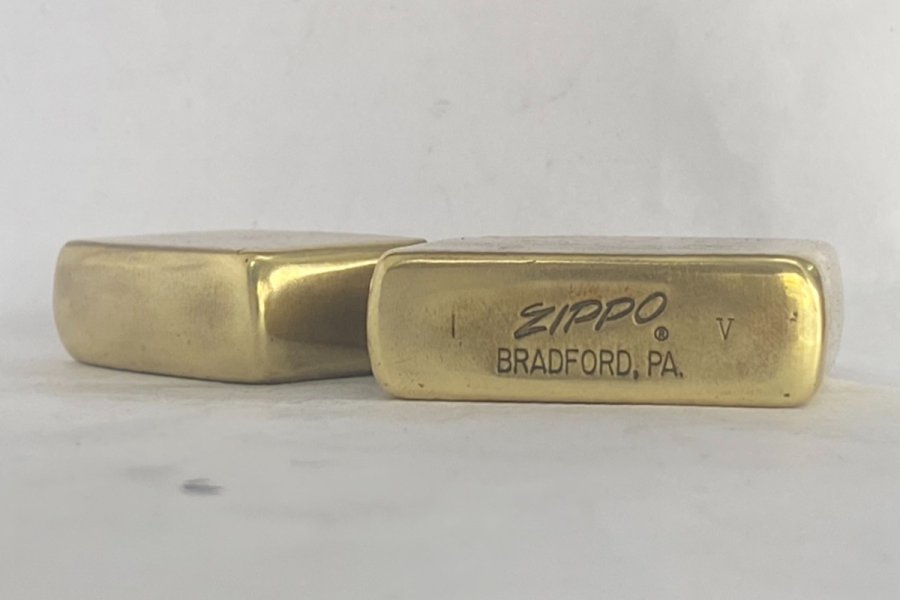 | ZIPPO ® V
BRADFORD, PA.